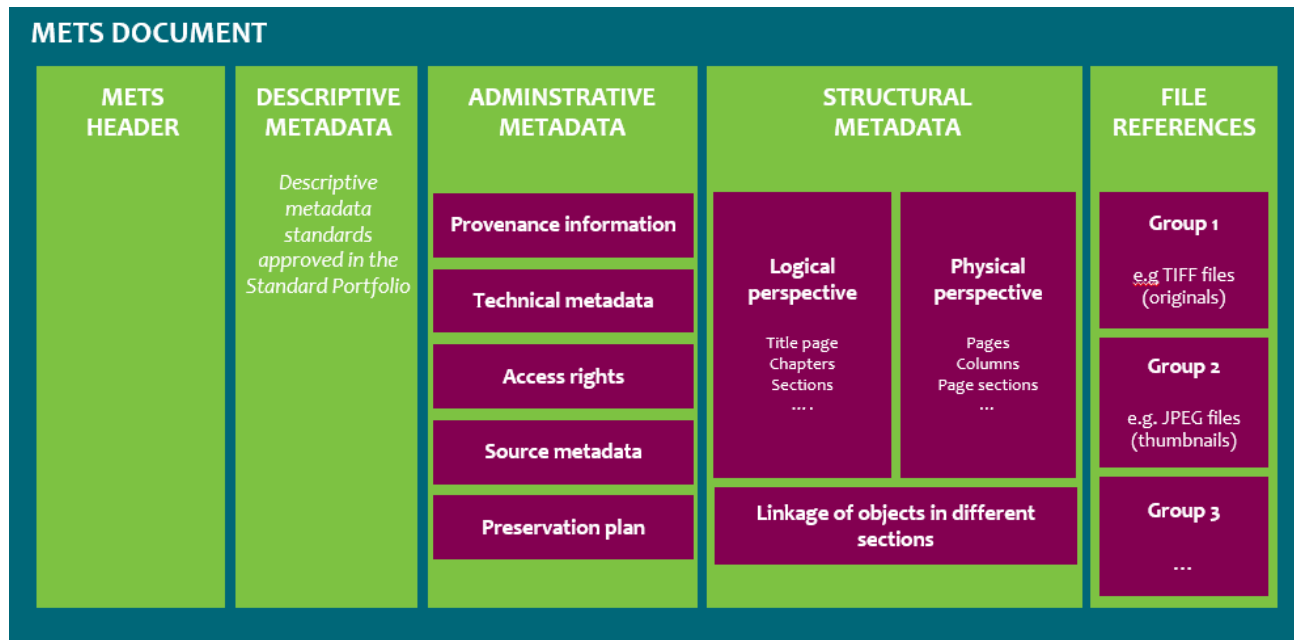 METS DOCUMENT
METS
HEADER
DESCRIPTIVE
METADATA
Descriptive
metadata
standards
approved in the
Standard Portfolio
ADMINSTRATIVE
METADATA
Provenance information
Technical metadata
Access rights
Source metadata
Preservation plan
STRUCTURAL
METADATA
Logical
perspective
Title page
Chapters
Sections
... .
Physical
perspective
Pages
Columns
Page sections
...
Linkage of objects in different
sections
FILE
REFERENCES
Group 1
e.g TIFF files
(originals)
Group 2
e.g. JPEG files
(thumbnails)
Group 3
...